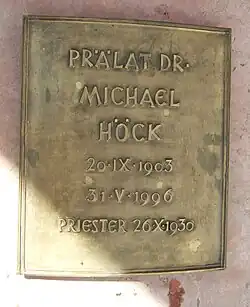 PRÄLAT DR·
MICHAEL
HÖCK
20·IX·1903
31·V·1996
PRIESTER 26·X·1930